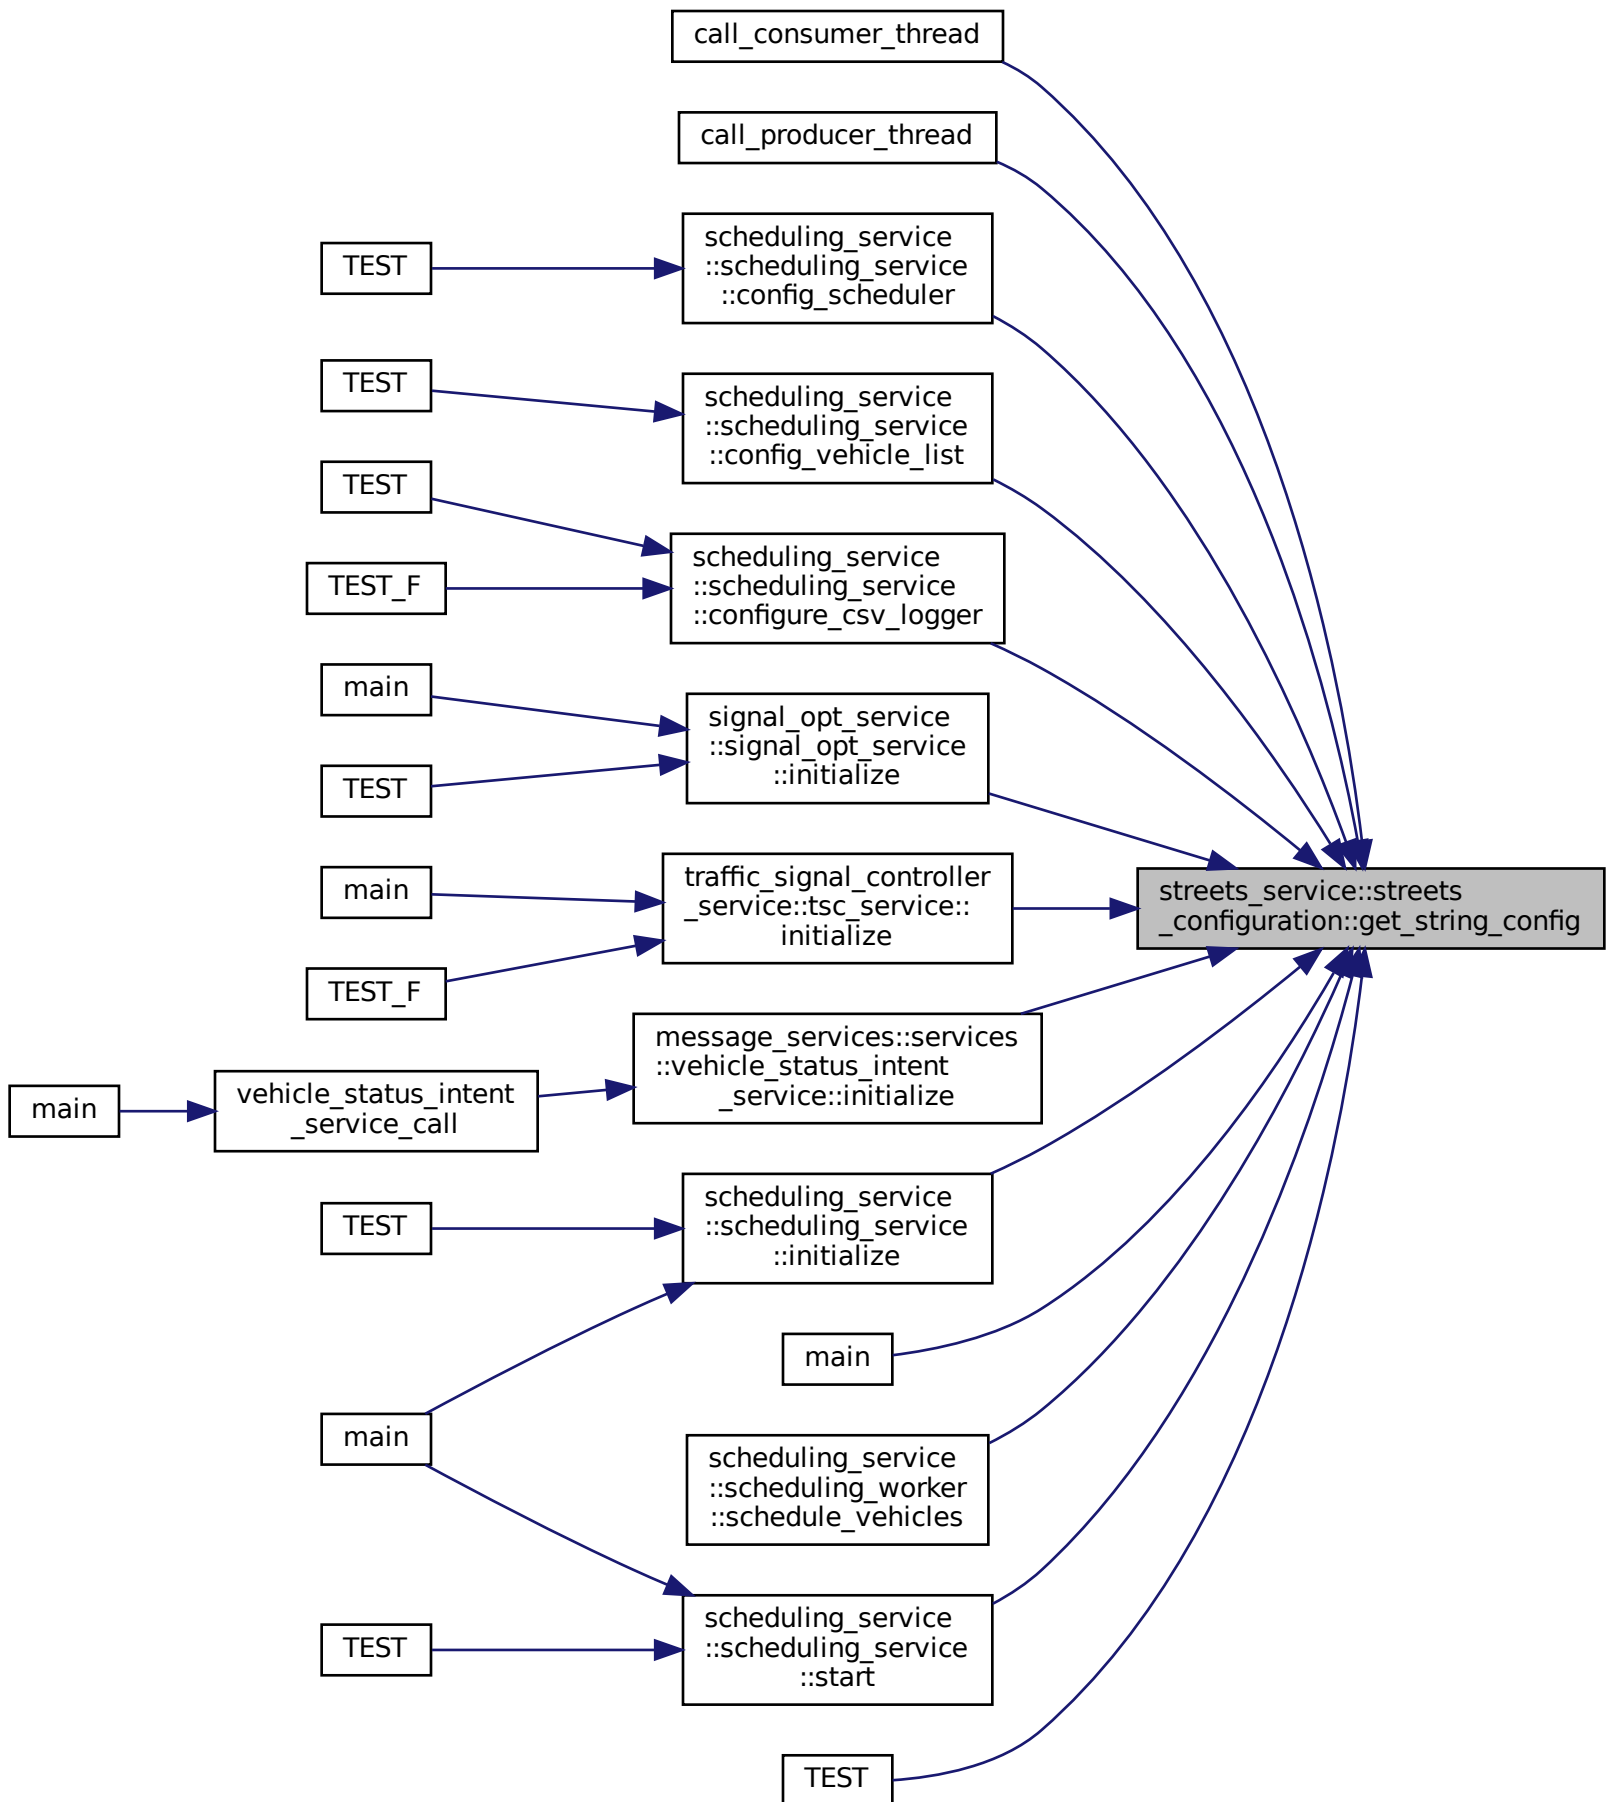 call_consumer_thread
call_producer_thread
scheduling_service
::scheduling_service
::config_scheduler
TEST
scheduling_service
::scheduling_service
::config_vehicle_list
TEST
scheduling_service
::scheduling_service
::configure_csv_logger
TEST
TEST_F
signal_opt_service
::signal_opt_service
::initialize
main
TEST
traffic_signal_controller
_service::tsc_service::
initialize
main
TEST_F
streets_service::streets
_configuration::get_string_config
message_services::services
::vehicle_status_intent
_service::initialize
vehicle_status_intent
_service_call
main
scheduling_service
::scheduling_service
::initialize
TEST
main
main
scheduling_service
::scheduling_worker
::schedule_vehicles
scheduling_service
::scheduling_service
::start
TEST
TEST